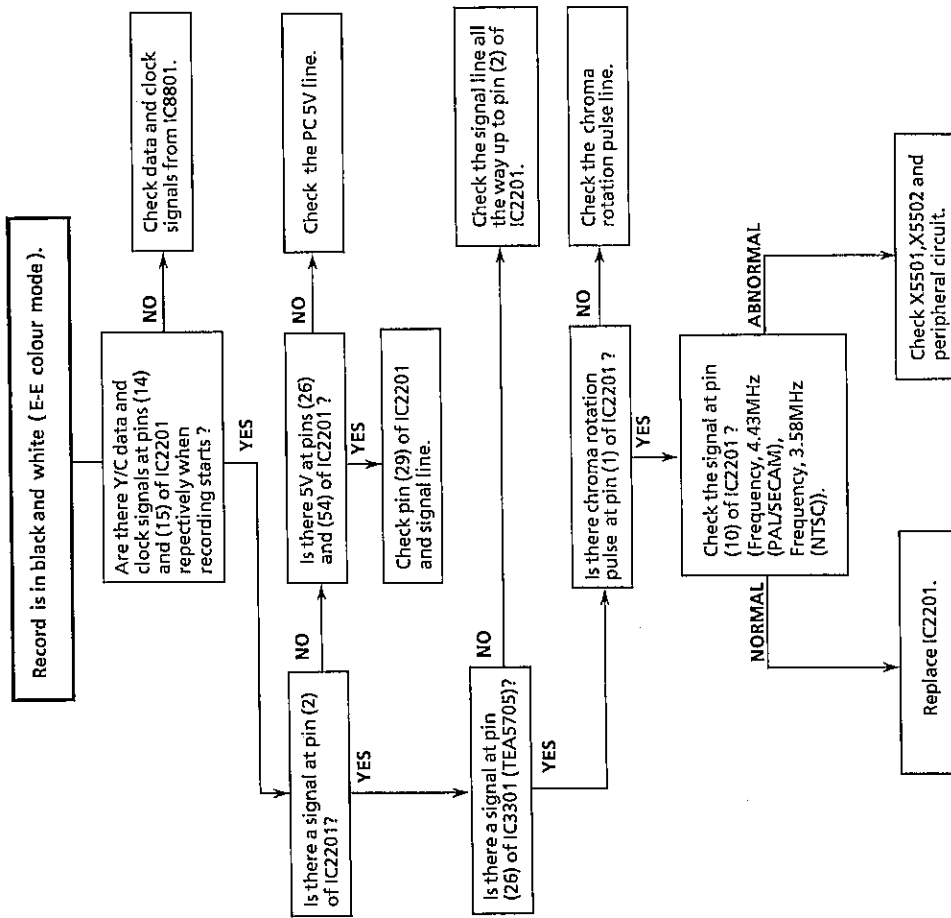 Record is in black and white ( E-E colour mode ).
Are there Y/C data and
clock signals at pins (14)
and (15) of IC2201
repectively when
recording starts ?
NO
Check data and clock
signals from IC8801.
YES
Is there a signal at pin (2)
of IC2201?
NO
Is there 5V at pins (26)
and (54) of IC2201 ?
NO
Check the PC 5V line.
YES
Check pin (29) of IC2201
and signal line.
YES
Is there a signal at pin
(26) of IC3301 (TEA5705)?
NO
Check the signal line all
the way up to pin (2) of
IC2201.
YES
Is there chroma rotation
pulse at pin (1) of IC2201 ?
NO
Check the chroma
rotation pulse line.
YES
Check the signal at pin
(10) of IC2201 ?
(Frequency, 4.43MHz
(PAL/SECAM),
Frequency, 3.58MHz
(NTSC)).
NORMAL
Replace IC2201.
ABNORMAL
Check X5501,X5502 and
peripheral circuit.